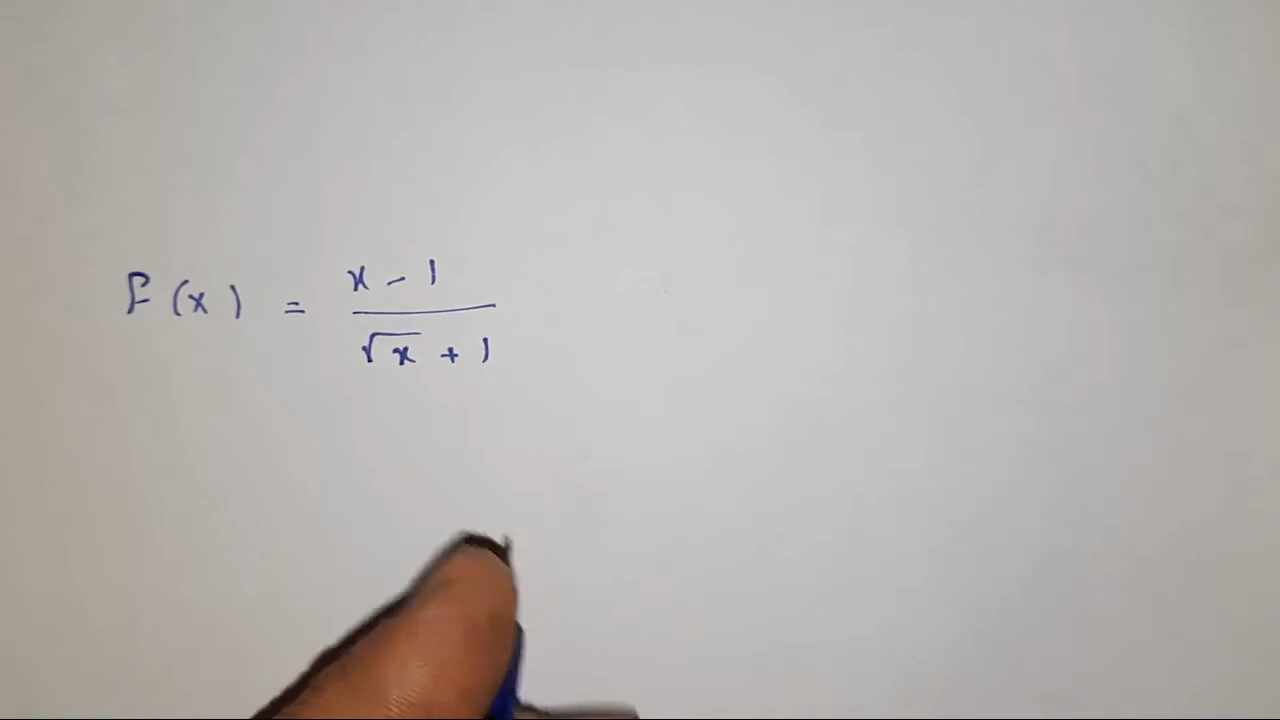 F(x) = x - 1
√x + 1